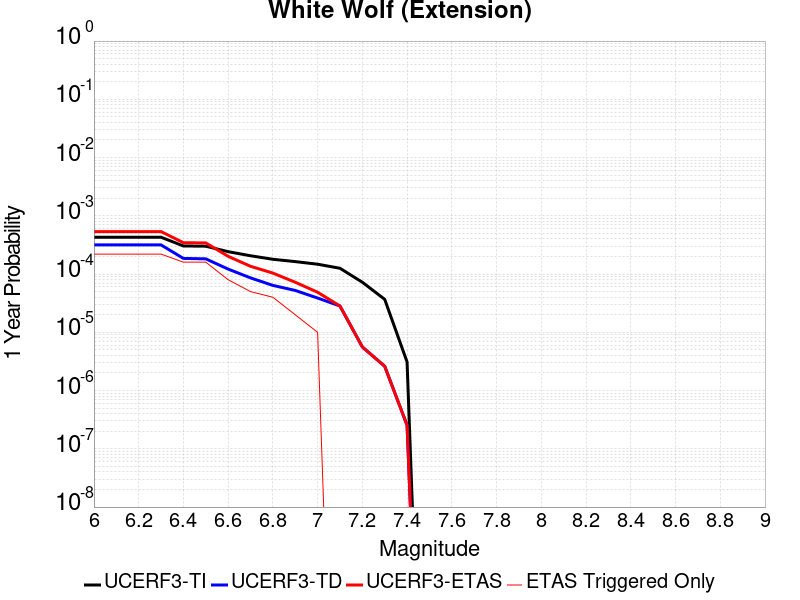 White Wolf (Extension)
10^0
10^-1
10^-2
10^-3
10^-4
10^-5
10^-6
10^-7
10^-8
1 Year Probability
6 6.2 6.4 6.6 6.8 7 7.2 7.4 7.6 7.8 8 8.2 8.4 8.6 8.8 9
Magnitude
UCERF3-TI UCERF3-TD UCERF3-ETAS ETAS Triggered Only